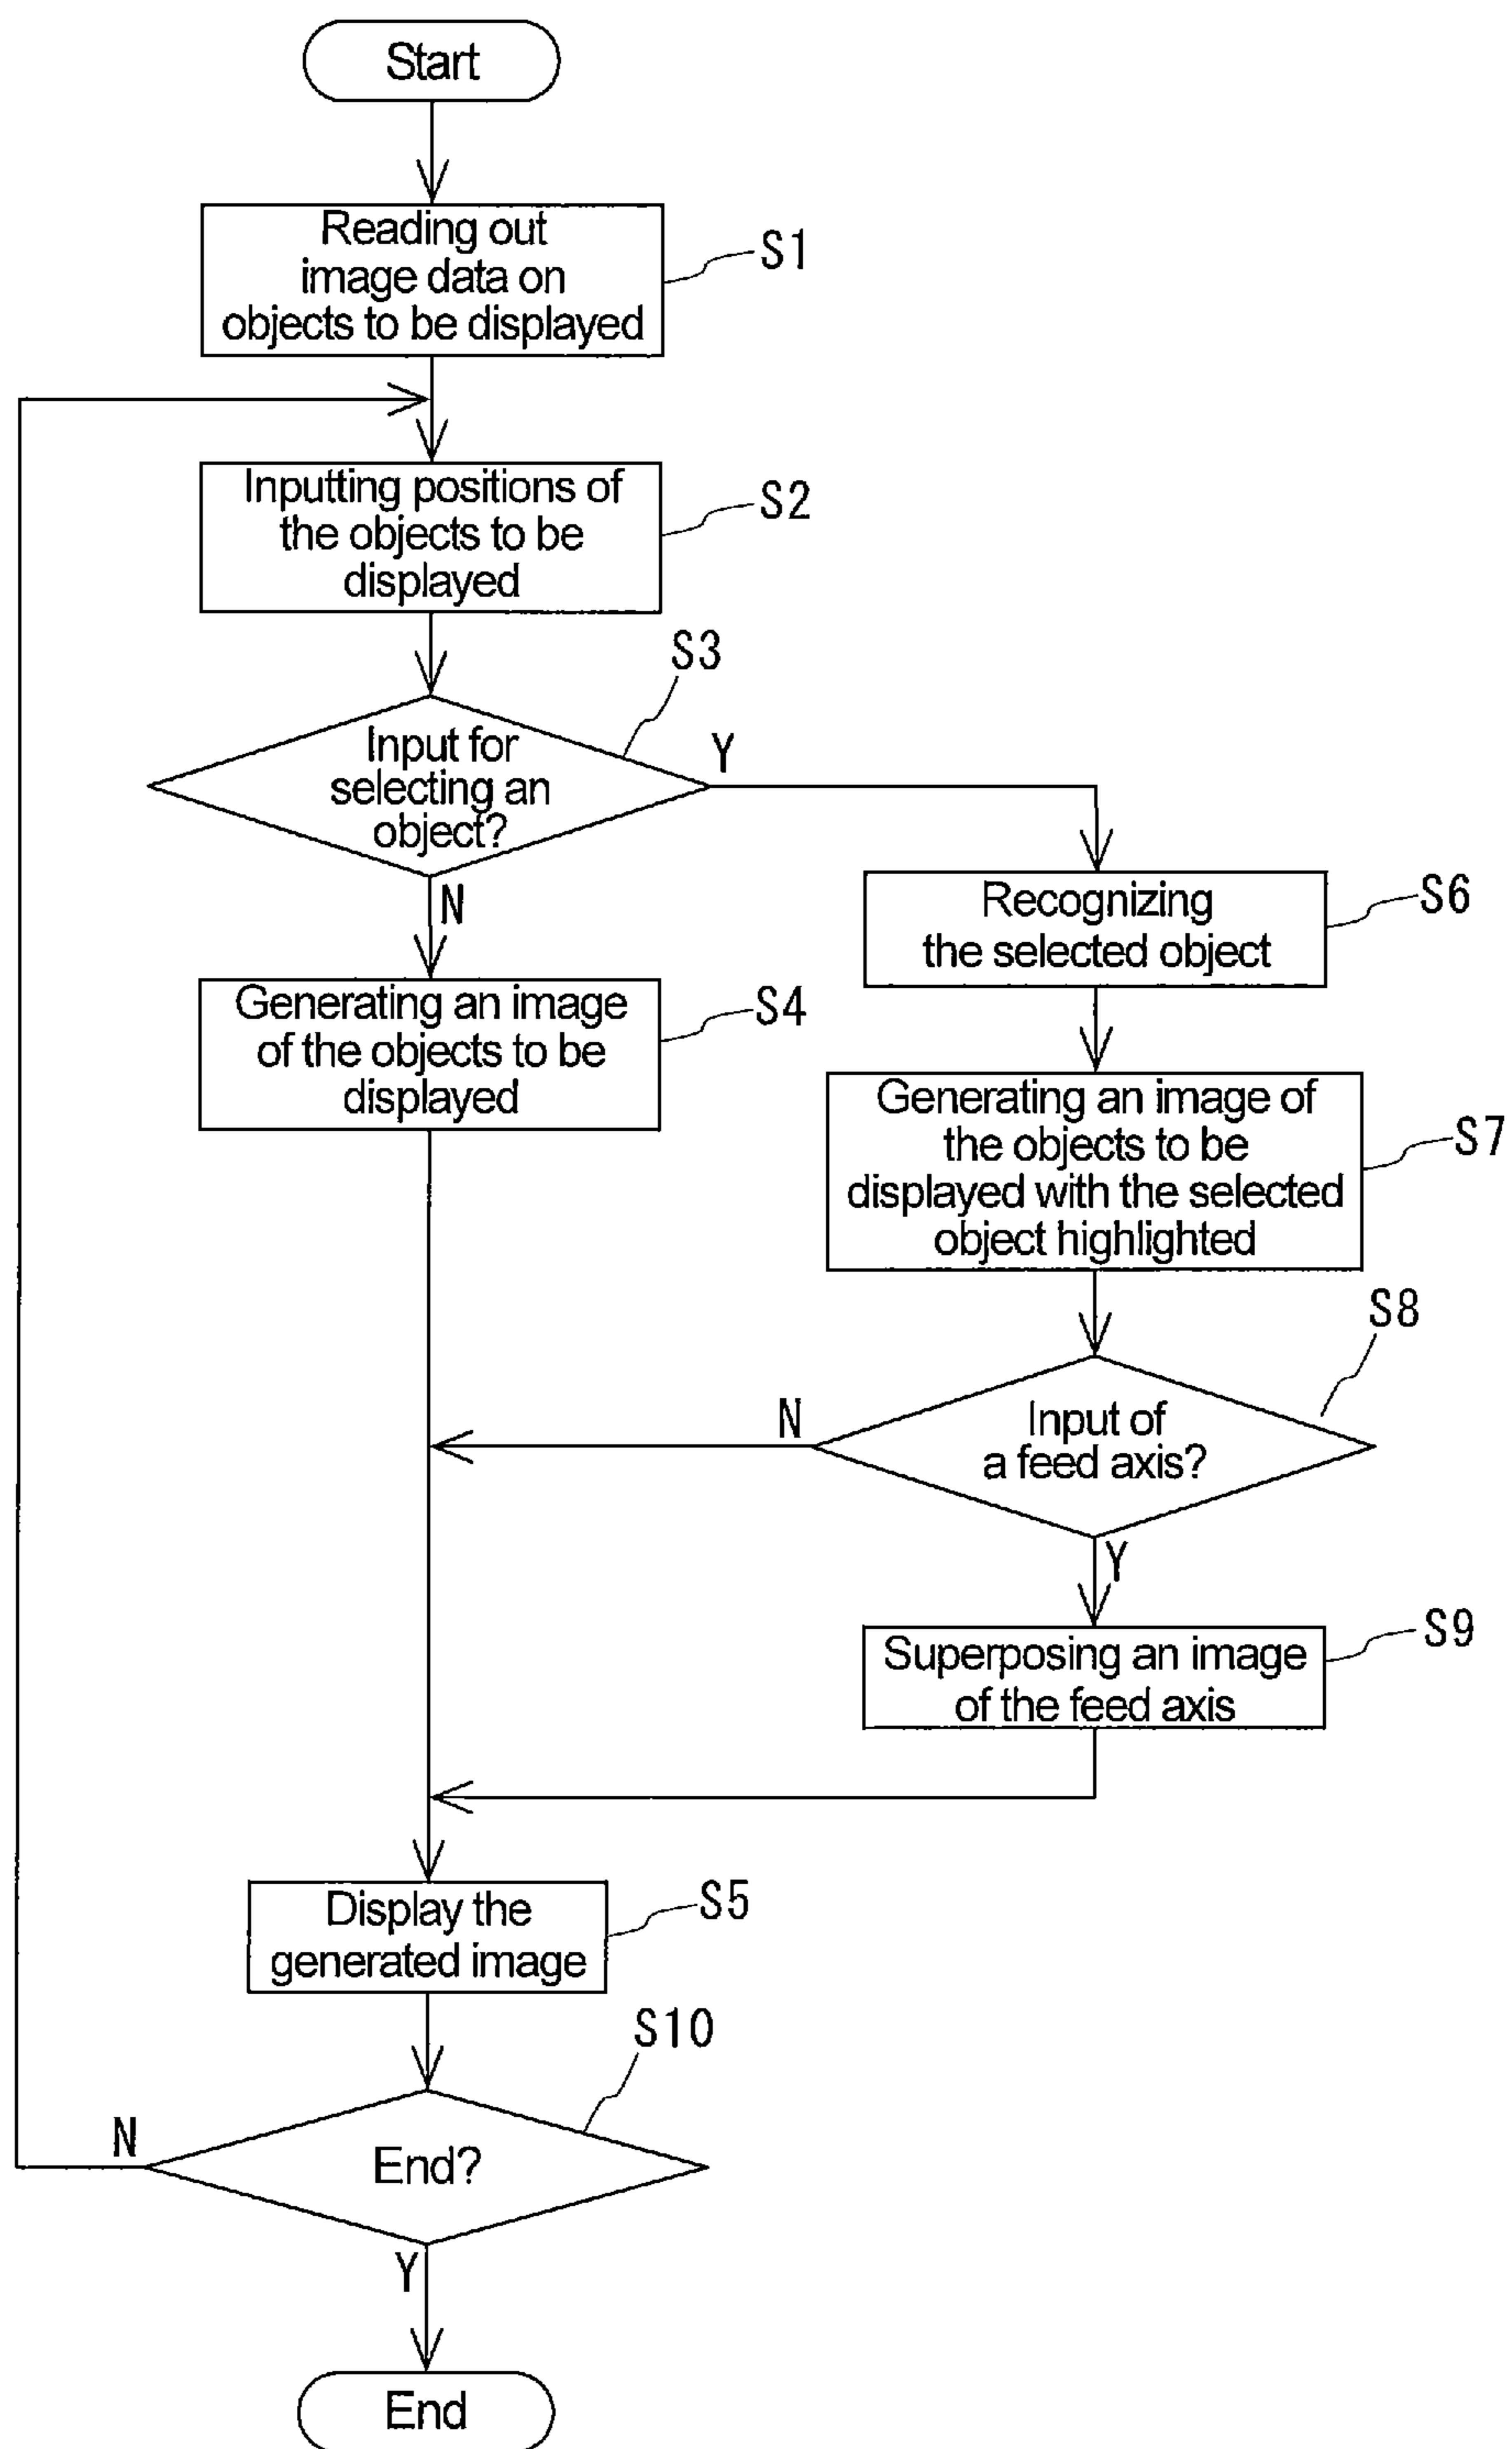 Start
Reading out
image data on
objects to be displayed
S1
Inputting positions of
the objects to be
displayed
S2
S3
Input for
selecting an
object?
Y
N
Generating an image
of the objects to be
displayed
S4
Recognizing
the selected object
S6
Generating an image of
the objects to be
displayed with the selected
object highlighted
S7
S8
Input of
a feed axis?
N
Y
Superposing an image
of the feed axis
S9
Display the
generated image
S5
S10
End?
N
Y
End